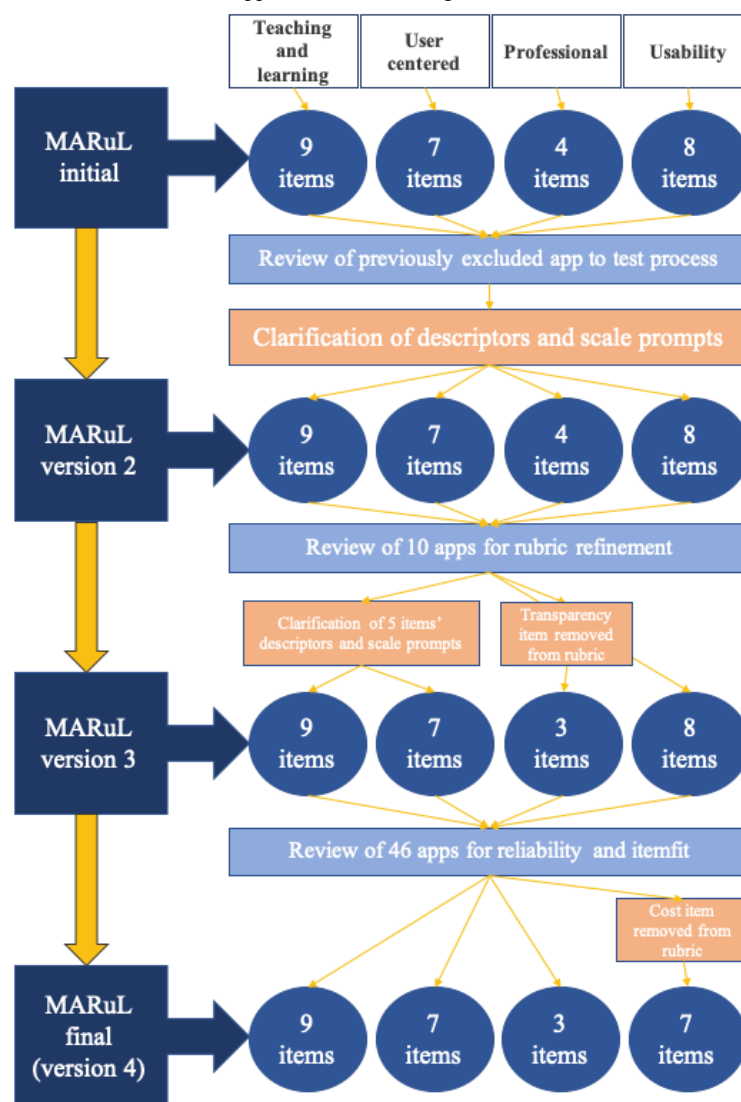 Teaching
and
learning
User
centered
Professional
Usability
MARuL
initial
9
items
7
items
4
items
8
items
Review of previously excluded app to test process
Clarification of descriptors and scale prompts
MARuL
version 2
9
items
7
items
4
items
8
items
Review of 10 apps for rubric refinement
Clarification of 5 items’
descriptors and scale prompts
Transparency
item removed
from rubric
MARuL
version 3
9
items
7
items
3
items
8
items
Review of 46 apps for reliability and itemfit
Cost item
removed from
rubric
MARuL
final
(version 4)
9
items
7
items
3
items
7
items